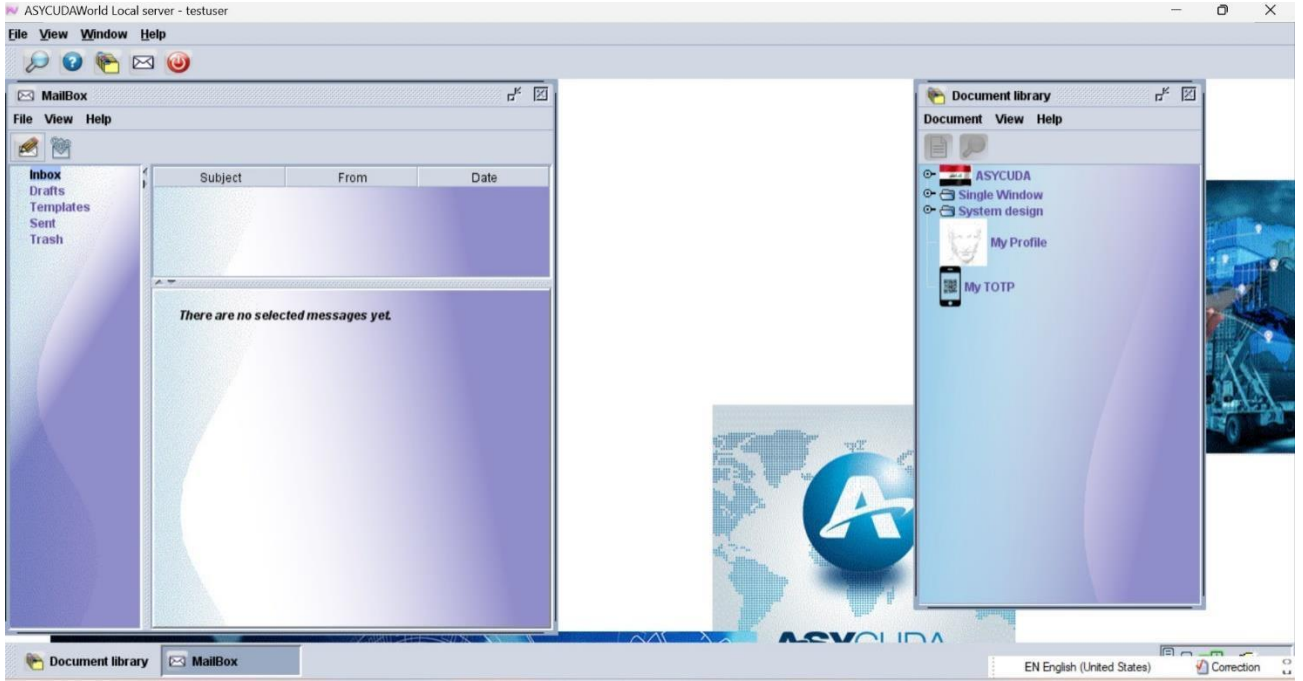 ASYCUDAWorld Local server - testuser
File View Window Help
MailBox
File View Help
Inbox
Drafts
Templates
Sent
Trash
Subject From Date
There are no selected messages yet.
Document library
Document View Help
ASYCUDA
Single Window
System design
My Profile
My TOTP
ASYCUDA
Document library MailBox
EN English (United States) Correction